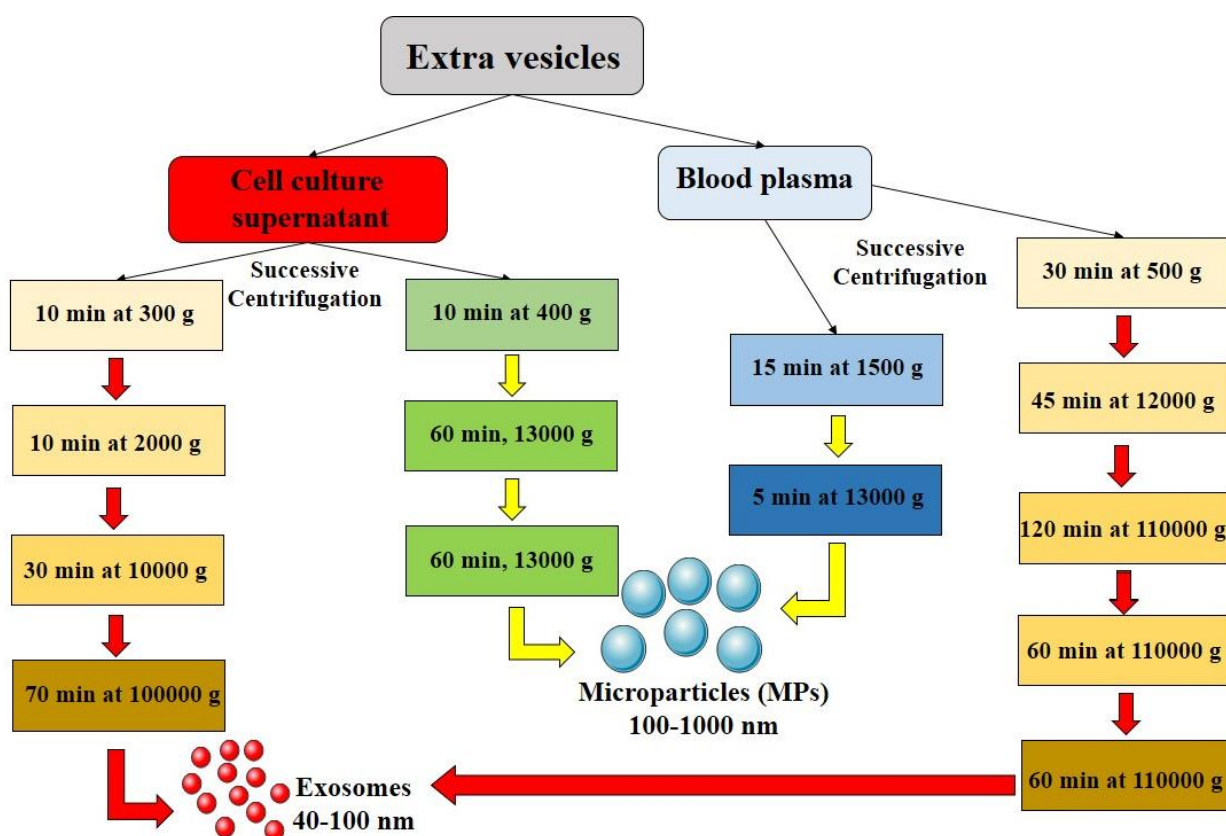 Extra vesicles
Cell culture
supernatant
Blood plasma
Successive
Centrifugation
Successive
Centrifugation
10 min at 300 g
10 min at 2000 g
30 min at 10000 g
70 min at 100000 g
10 min at 400 g
60 min, 13000 g
60 min, 13000 g
15 min at 1500 g
5 min at 13000 g
30 min at 500 g
45 min at 12000 g
120 min at 110000 g
60 min at 110000 g
60 min at 110000 g
Microparticles (MPs)
100-1000 nm
Exosomes
40-100 nm